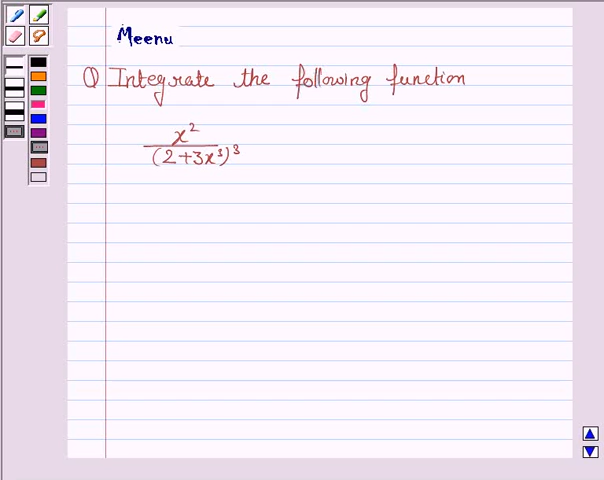 Meenu
Q Integrate the following function
x²
(2+3x³)³